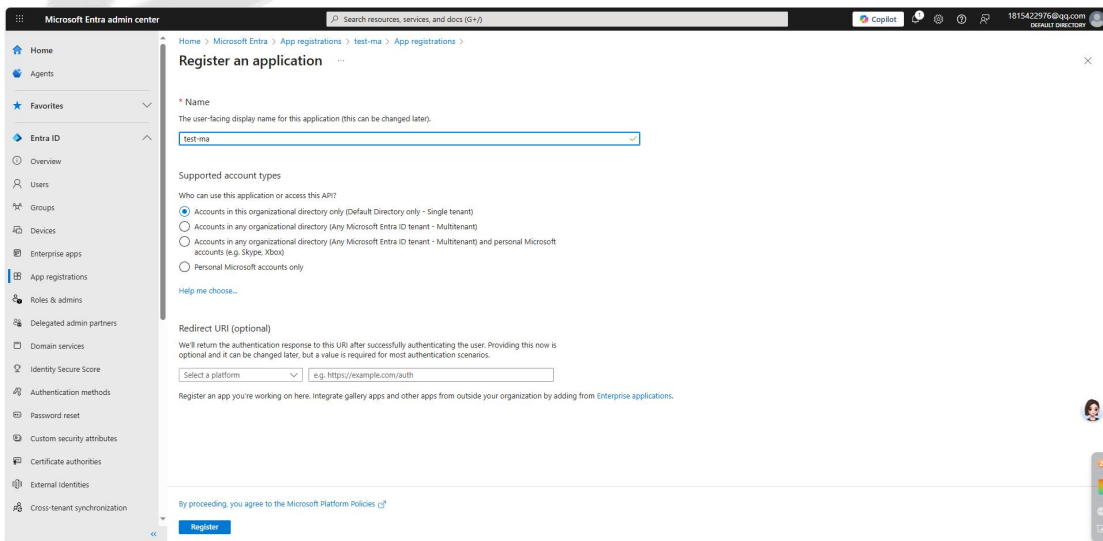 Microsoft Entra admin center
Search resources, services, and docs (G+/)
Copilot
1815422976@qq.com
DEFAULT DIRECTORY
Home
Agents
Favorites
Entra ID
Overview
Users
Groups
Devices
Enterprise apps
App registrations
Roles & admins
Delegated admin partners
Domain services
Identity Secure Score
Authentication methods
Password reset
Custom security attributes
Certificate authorities
External Identities
Cross-tenant synchronization
Home > Microsoft Entra > App registrations > test-ma > App registrations >
Register an application ...
* Name
The user-facing display name for this application (this can be changed later).
test-ma
Supported account types
Who can use this application or access this API?
Accounts in this organizational directory only (Default Directory only - Single tenant)
Accounts in any organizational directory (Any Microsoft Entra ID tenant - Multitenant)
Accounts in any organizational directory (Any Microsoft Entra ID tenant - Multitenant) and personal Microsoft
accounts (e.g. Skype, Xbox)
Personal Microsoft accounts only
Help me choose...
Redirect URI (optional)
We'll return the authentication response to this URI after successfully authenticating the user. Providing this now is
optional and it can be changed later, but a value is required for most authentication scenarios.
Select a platform
e.g. https://example.com/auth
Register an app you're working on here. Integrate gallery apps and other apps from outside your organization by adding from Enterprise applications.
By proceeding, you agree to the Microsoft Platform Policies
Register